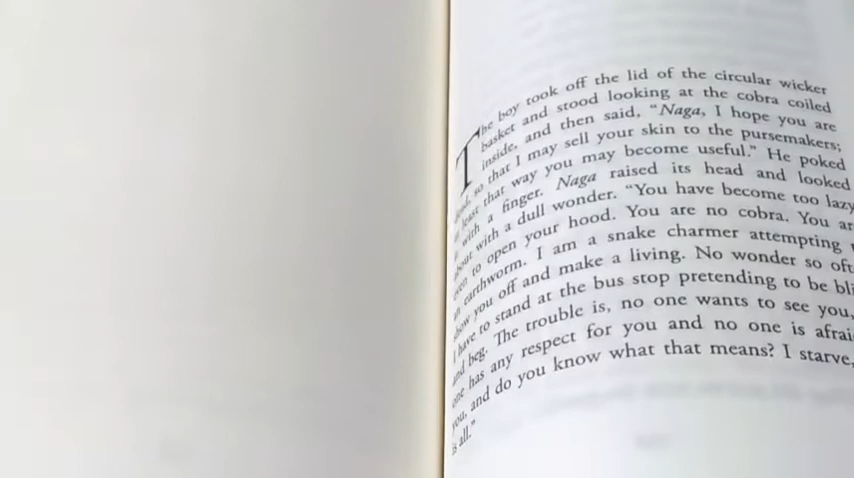 The boy took off the lid of the circular wicker
basket and stood looking at the cobra coiled
inside, and then said, “Naga, I hope you are
dead, so that I may sell your skin to the pursemakers;
at least that way you may become useful.” He poked
it with a finger. Naga raised its head and looked
about with a dull wonder. “You have become too lazy
even to open your hood. You are no cobra. You are
an earthworm. I am a snake charmer attempting
show you off and make a living. No wonder so
I have to stand at the bus stop pretending to be
and beg. The trouble is, no one wants to see you,
one has any respect for you and no one is
you, and do you know what that means? I starve,
is all.”